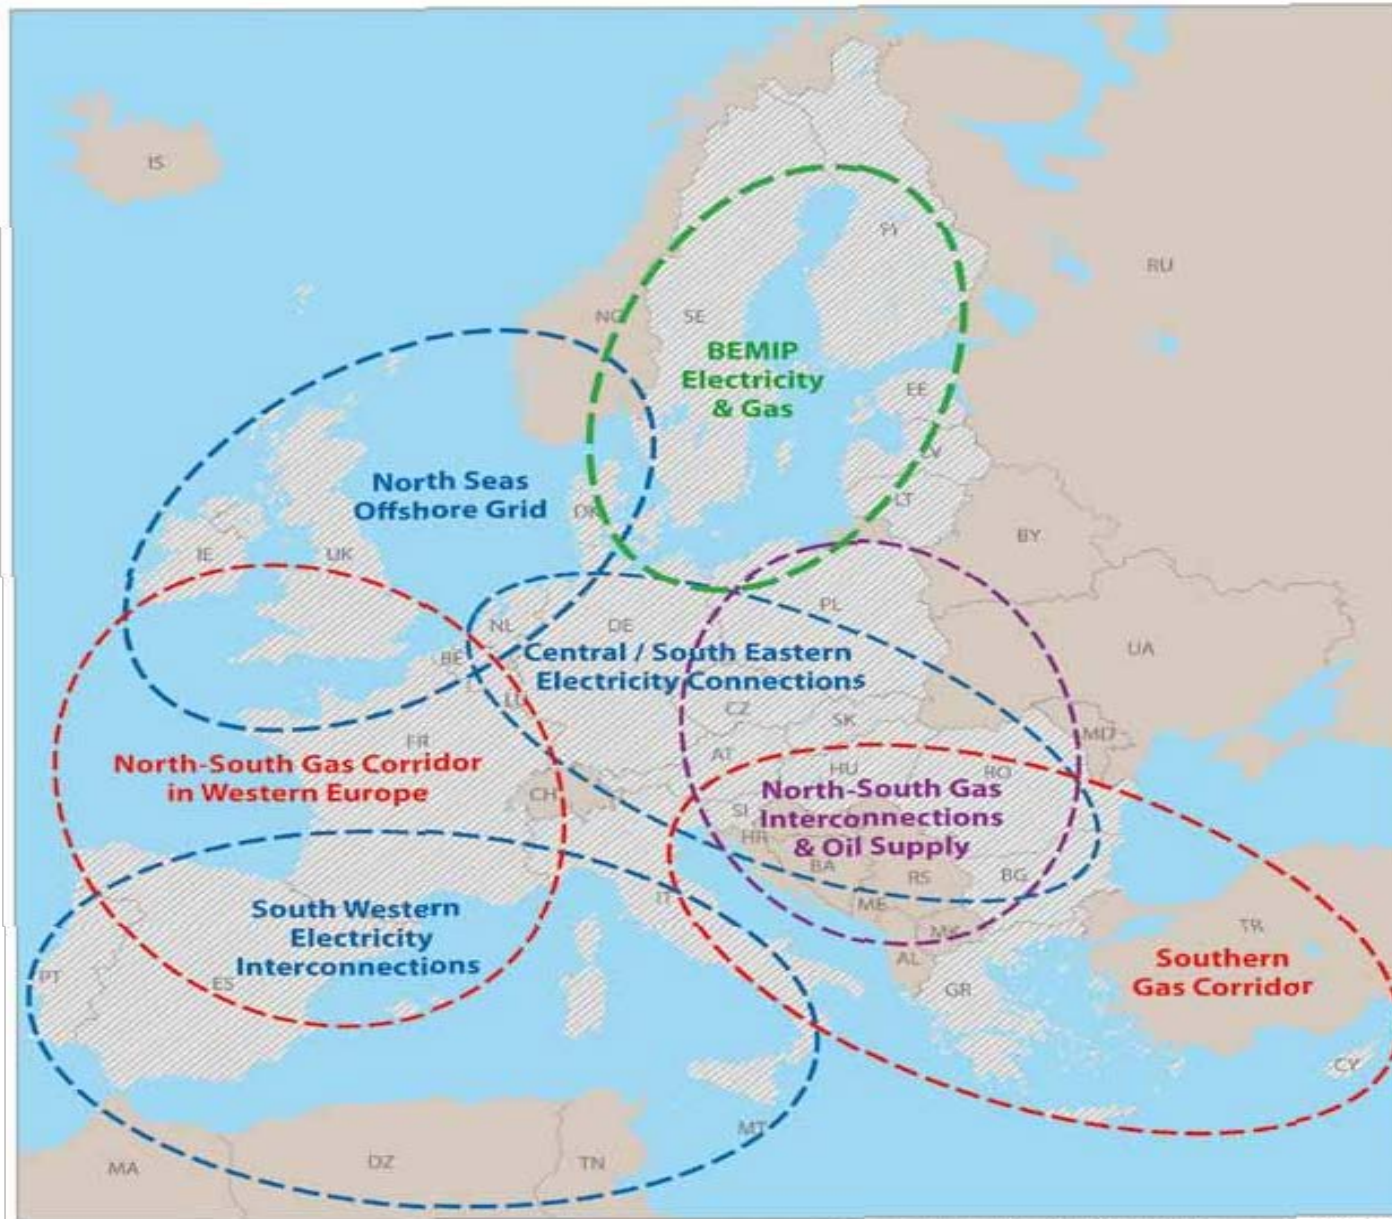 IS
RU
FI
NO
SE
BEMIP
Electricity
& Gas
EE
LV
LT
North Seas
Offshore Grid
DK
BY
IE
UK
PL
NL
DE
UA
BE
Central / South Eastern
Electricity Connections
LU
CZ
SK
MD
FR
AT
HU
RO
North-South Gas Corridor
in Western Europe
CH
North-South Gas
Interconnections
& Oil Supply
SI
HR
BA
RS
BG
IT
ME
MK
TR
South Western
Electricity
Interconnections
AL
Southern
Gas Corridor
PT
ES
GR
CY
MT
MA
DZ
TN